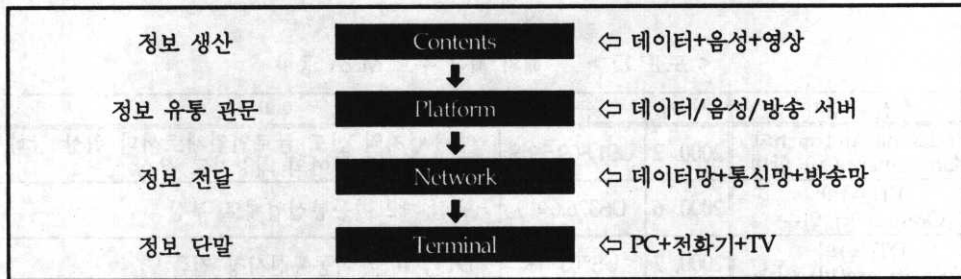 정보 생산 Contents ⇦ 데이터+음성+영상
정보 유통 관문 Platform ⇦ 데이터/음성/방송 서버
정보 전달 Network ⇦ 데이터망+통신망+방송망
정보 단말 Terminal ⇦ PC+전화기+TV